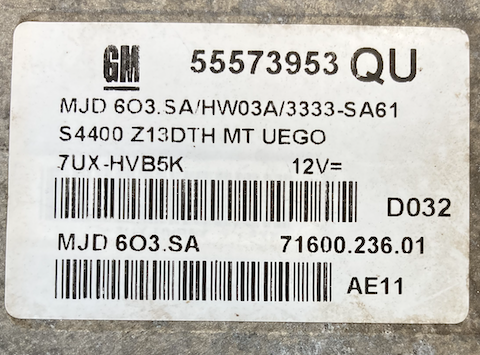 GM 55573953 QU
MJD 6O3.SA/HW03A/3333-SA61
S4400 Z13DTH MT UEGO
7UX-HVB5K 12V=
D032
MJD 6O3.SA 71600.236.01
AE11